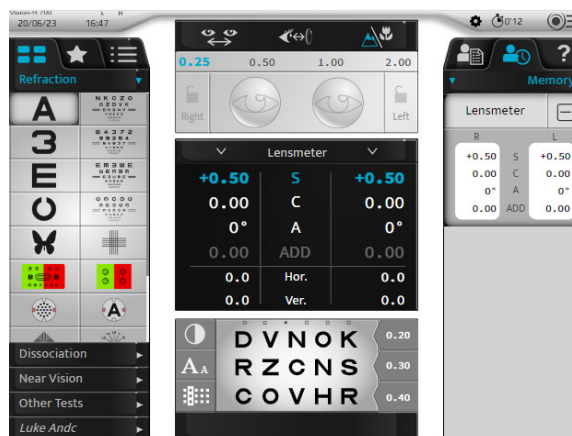 Vision-R 700
20/06/23 16:47
k H
0'12
Refraction
A
3
E
NKOZO
64372
Dissociation
Near Vision
Other Tests
Luke Andc
0.25 0.50 1.00 2.00
Right Left
Lensmeter
+0.50 S +0.50
0.00 C 0.00
0° A 0°
0.00 ADD 0.00
0.0 Hor. 0.0
0.0 Ver. 0.0
AA
DVNOK 0.20
RZCNS 0.30
COVHR 0.40
?
Memory
Lensmeter
R L
+0.50 S +0.50
0.00 C 0.00
0° A 0°
0.00 ADD 0.00